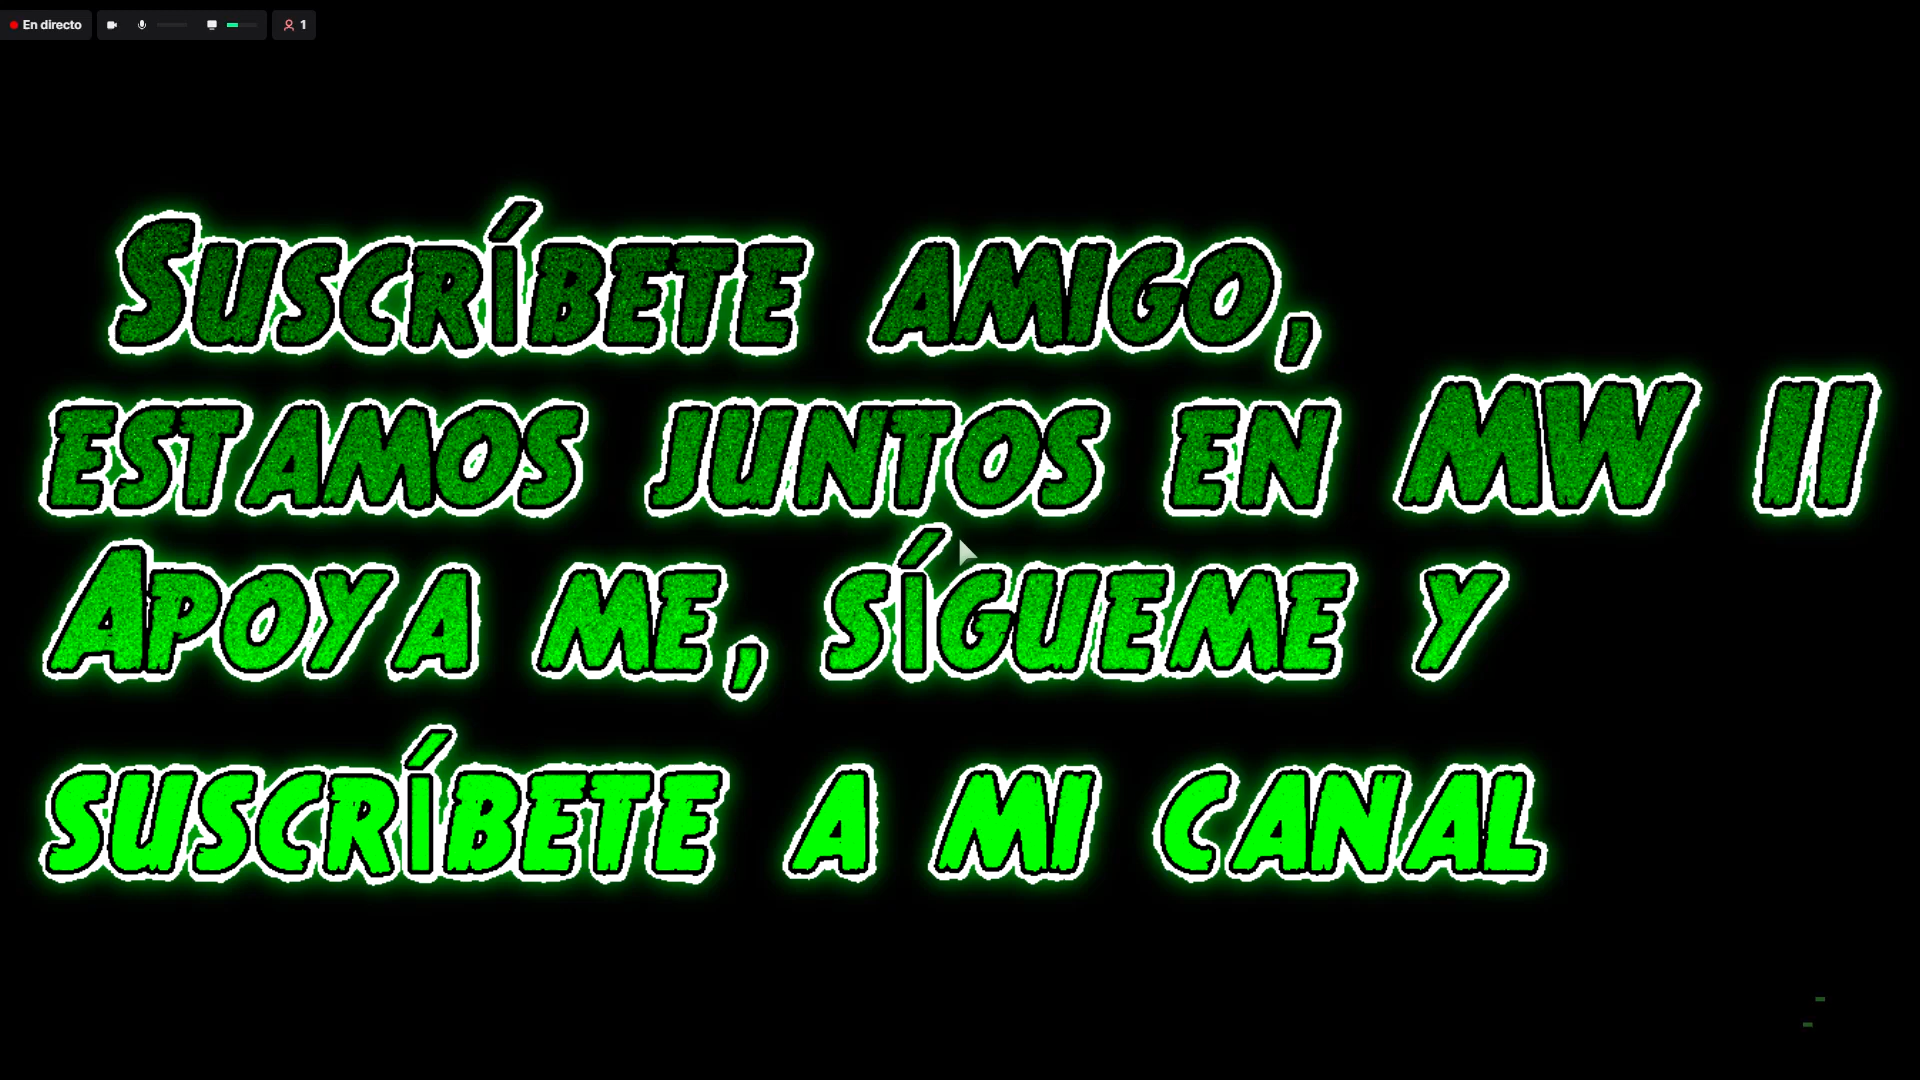 En directo
1
Suscríbete amigo,
estamos juntos en MW II
Apoya me, sígueme y
suscríbete a mi canal